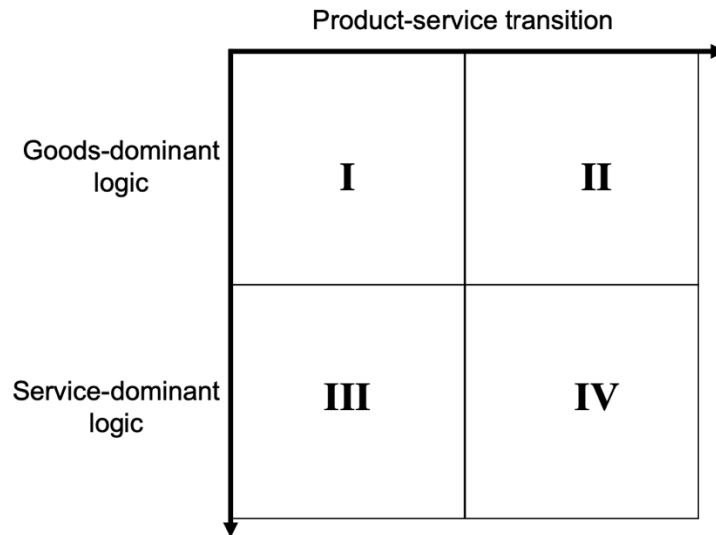 Product-service transition
Goods-dominant
logic
I
II
Service-dominant
logic
III
IV